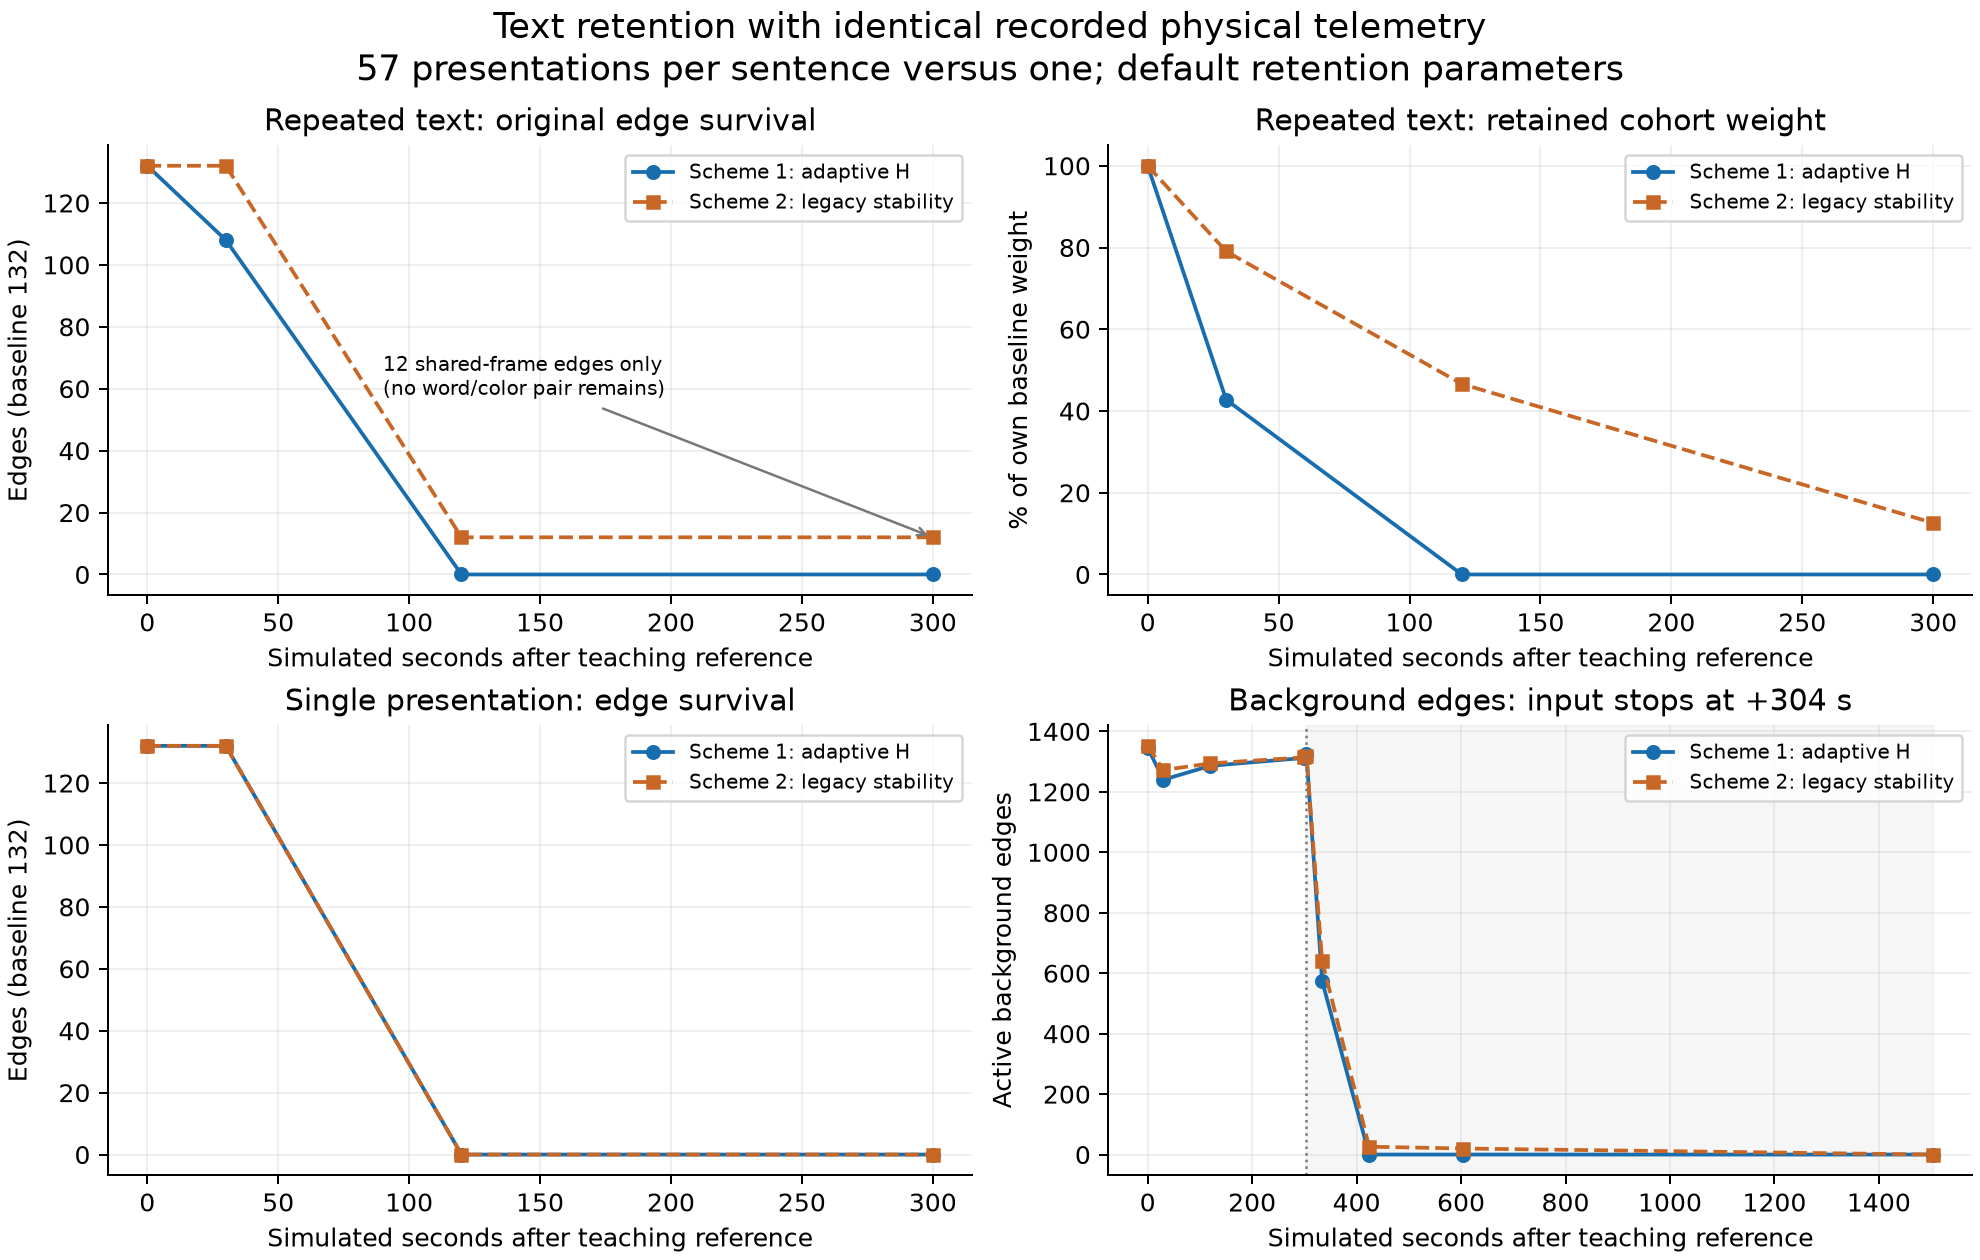 Text retention with identical recorded physical telemetry
57 presentations per sentence versus one; default retention parameters
Repeated text: original edge survival
Edges (baseline 132)
120
100
80
60
40
20
0
Scheme 1: adaptive H
Scheme 2: legacy stability
12 shared-frame edges only
(no word/color pair remains)
0 50 100 150 200 250 300
Simulated seconds after teaching reference
Repeated text: retained cohort weight
% of own baseline weight
100
80
60
40
20
0
Scheme 1: adaptive H
Scheme 2: legacy stability
0 50 100 150 200 250 300
Simulated seconds after teaching reference
Single presentation: edge survival
Edges (baseline 132)
120
100
80
60
40
20
0
Scheme 1: adaptive H
Scheme 2: legacy stability
0 50 100 150 200 250 300
Simulated seconds after teaching reference
Background edges: input stops at +304 s
Active background edges
1400
1200
1000
800
600
400
200
0
Scheme 1: adaptive H
Scheme 2: legacy stability
0 200 400 600 800 1000 1200 1400
Simulated seconds after teaching reference